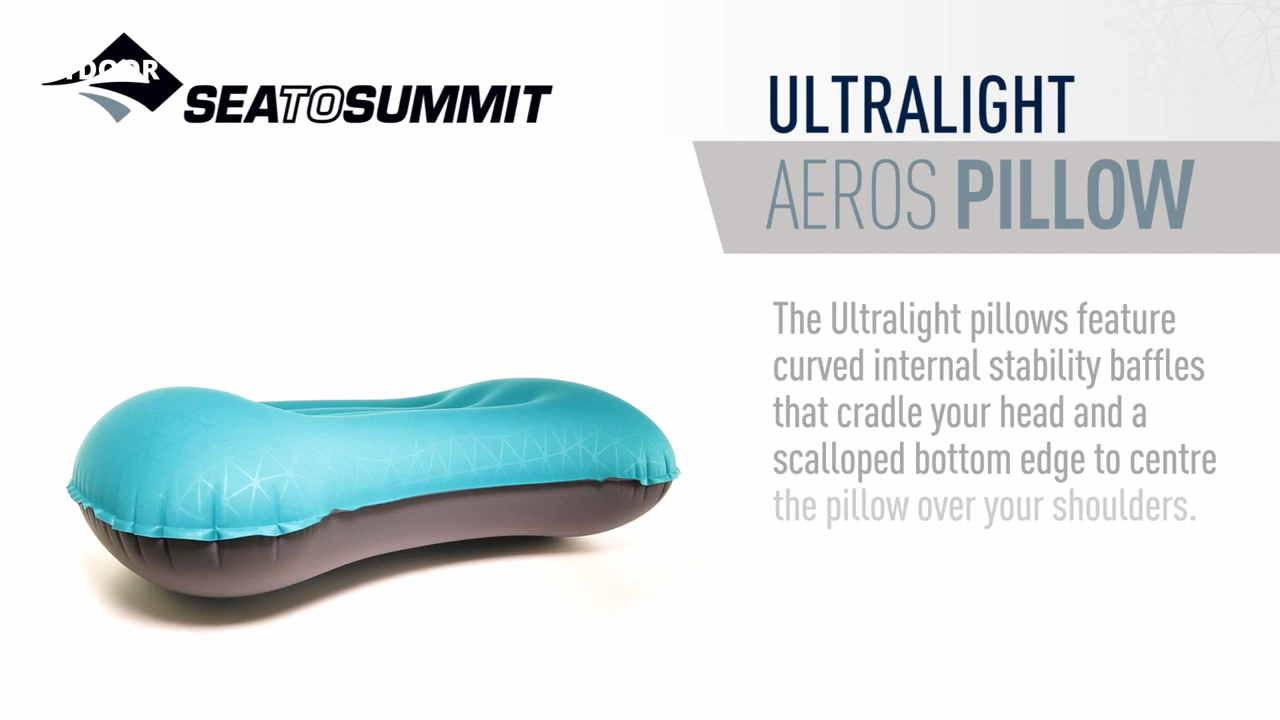 SEATOSUMMIT
ULTRALIGHT
AEROS PILLOW
The Ultralight pillows feature
curved internal stability baffles
that cradle your head and a
scalloped bottom edge to centre
the pillow over your shoulders.